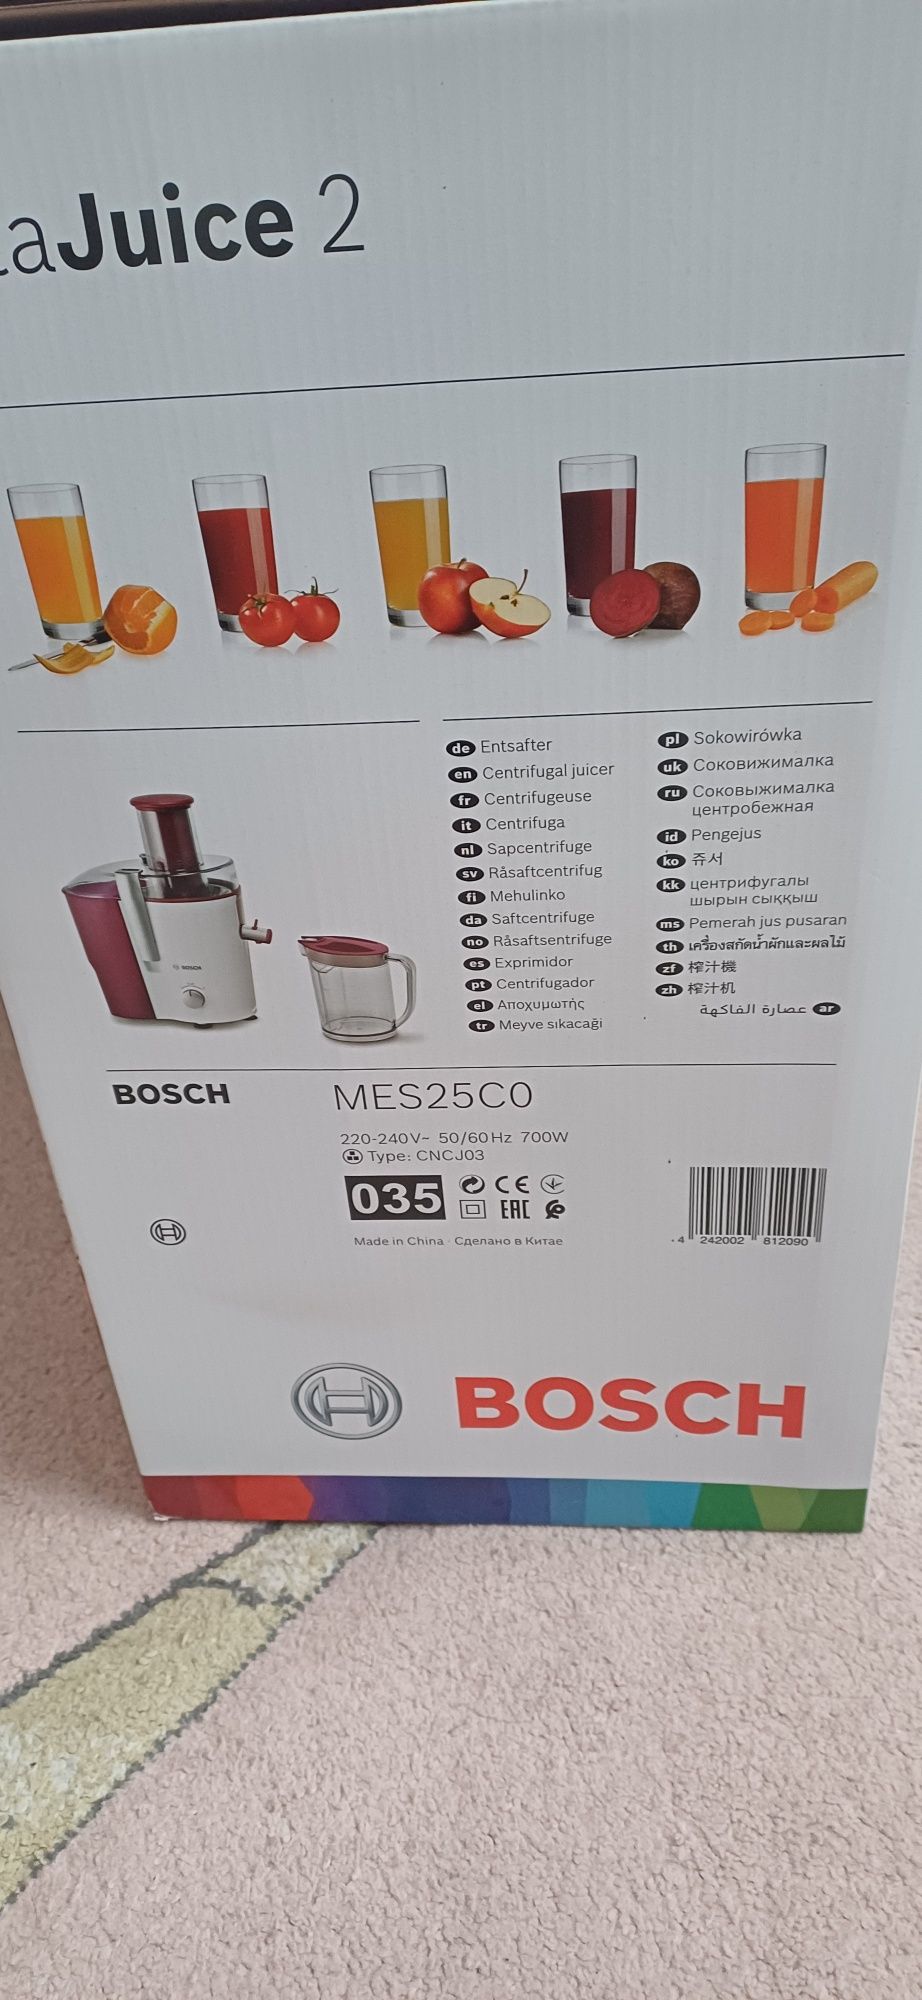 aJuice 2
de Entsafter
en Centrifugal juicer
fr Centrifugeuse
it Centrifuga
nl Sapcentrifuge
sv Råsaftcentrifug
fi Mehulinko
da Saftcentrifuge
no Råsaftsentrifuge
es Exprimidor
pt Centrifugador
el Αποχυμωτής
tr Meyve sıkacaği
pl Sokowirówka
uk Соковижималка
ru Соковыжималка
центробежная
id Pengejus
ko 쥬서
kk центрифугалы
шырын сыққыш
ms Pemerah jus pusaran
th เครื่องสกัดน้ำผักและผลไม้
zf 榨汁機
zh 榨汁机
ar عصارة الفاكهة
BOSCH
BOSCH
MES25C0
220-240V~ 50/60Hz 700W
Type: CNCJ03
035
CE
EAC
Made in China · Сделано в Китае
4 242002 812090
BOSCH